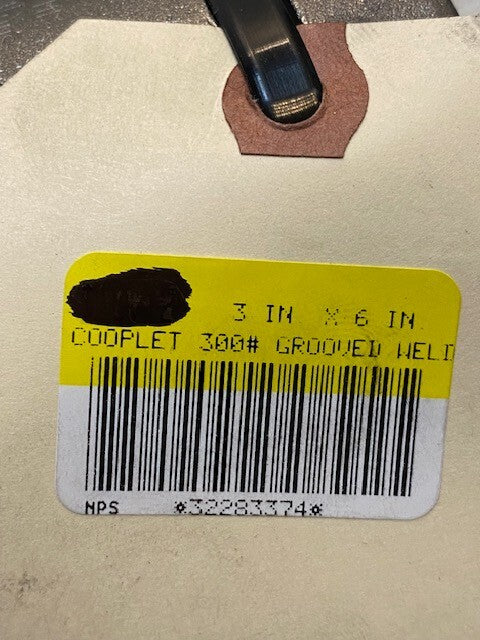 3 IN X 6 IN
COOPLET 300# GROOVED WELD
NPS *32283374*